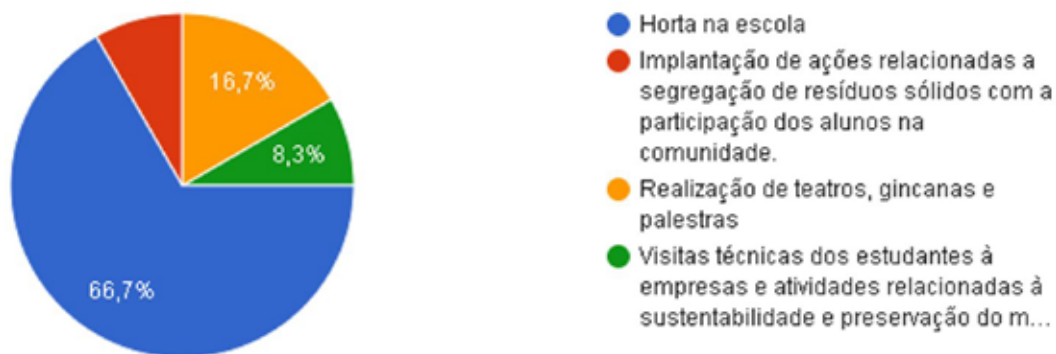 16,7%
8,3%
66,7%
Horta na escola
Implantação de ações relacionadas a
segregação de resíduos sólidos com a
participação dos alunos na
comunidade.
Realização de teatros, gincanas e
palestras
Visitas técnicas dos estudantes à
empresas e atividades relacionadas à
sustentabilidade e preservação do m...